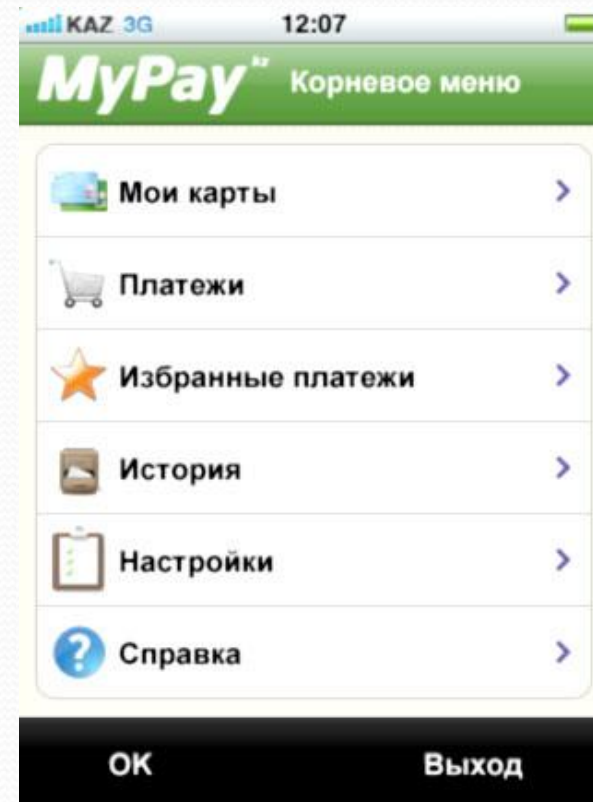 KAZ 3G 12:07
MyPay kz Корневое меню
Мои карты
Платежи
Избранные платежи
История
Настройки
Справка
OK Выход